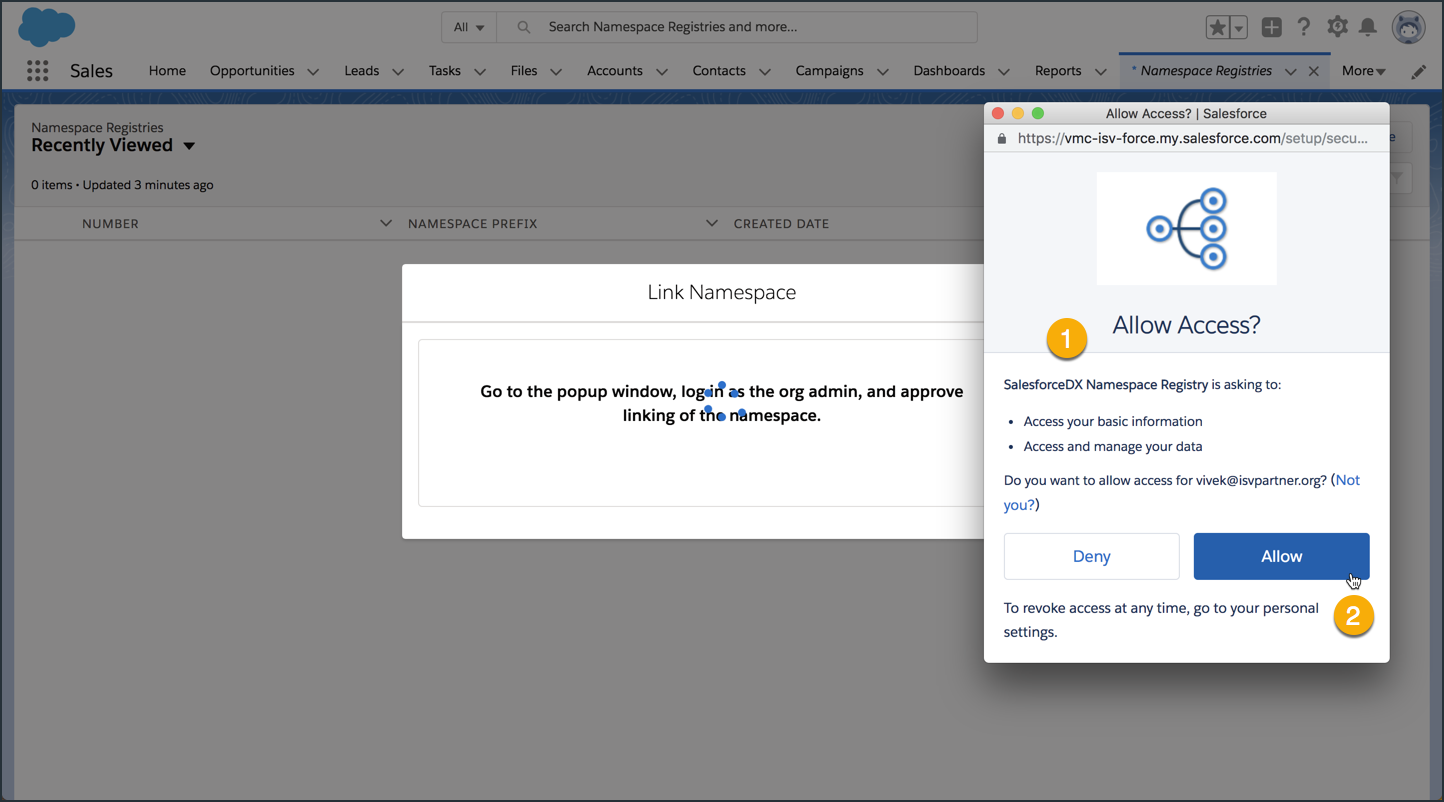 All
Search Namespace Registries and more...
Sales
Home
Opportunities
Leads
Tasks
Files
Accounts
Contacts
Campaigns
Dashboards
Reports
* Namespace Registries
More
Namespace Registries
Recently Viewed
0 items • Updated 3 minutes ago
NUMBER
NAMESPACE PREFIX
CREATED DATE
Link Namespace
Go to the popup window, log in as the org admin, and approve
linking of the namespace.
Allow Access? | Salesforce
https://vmc-isv-force.my.salesforce.com/setup/secu...
Allow Access?
1
SalesforceDX Namespace Registry is asking to:
• Access your basic information
• Access and manage your data
Do you want to allow access for vivek@isvpartner.org? (Not
you?)
Deny
Allow
To revoke access at any time, go to your personal
settings.
2